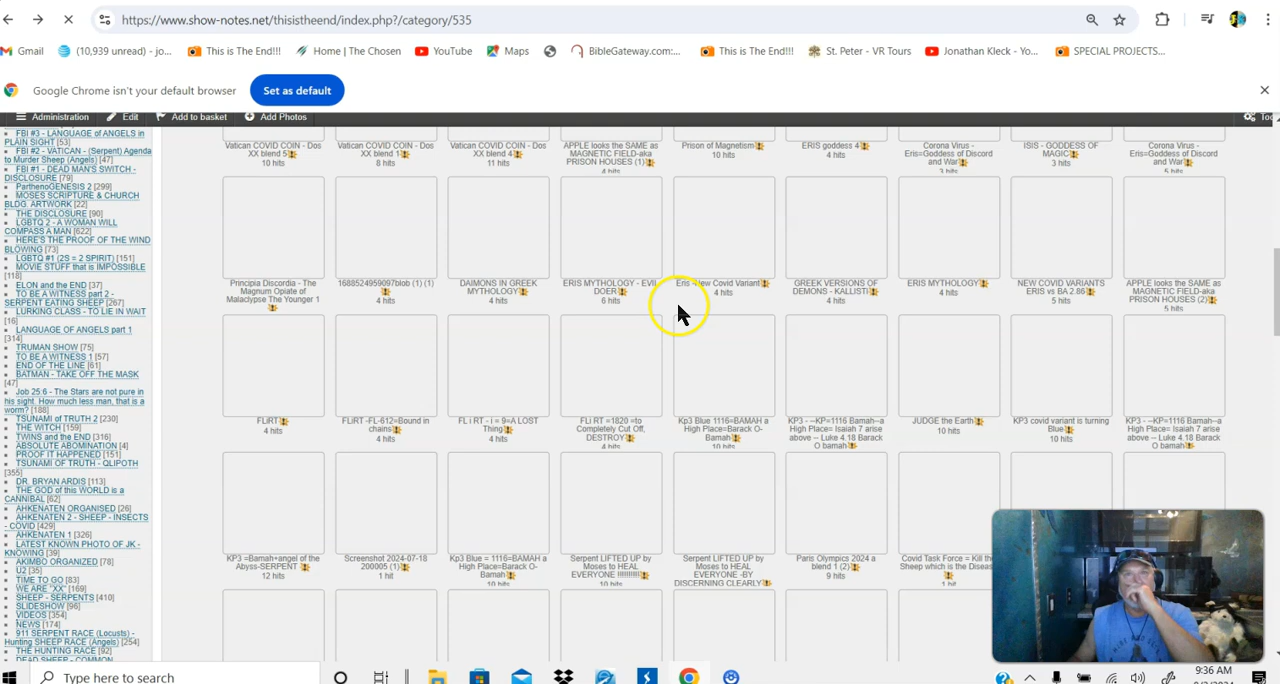 https://www.show-notes.net/thisistheend/index.php?/category/535
Gmail
(10,939 unread) - jo...
This is The End!!!
Home | The Chosen
YouTube
Maps
BibleGateway.com:...
This is The End!!!
St. Peter - VR Tours
Jonathan Kleck - Yo...
SPECIAL PROJECTS...
Google Chrome isn't your default browser
Set as default
Administration
Edit
Add to basket
Add Photos
FBI #3 - LANGUAGE of ANGELS in
PLAIN SIGHT [53]
FBI #2 - VATICAN - (Serpent) Agenda
to Murder Sheep (Angels) [47]
FBI #1 - DEAD MAN'S SWITCH -
DISCLOSURE [79]
ParthenoGENESIS 2 [299]
MOSES SCRIPTURE & CHURCH
BLDG. ARTWORK [22]
THE DISCLOSURE [90]
LGBTQ 2 - A WOMAN WILL
COMPASS A MAN [622]
HERE'S THE PROOF OF THE WIND
BLOWING [73]
LGBTQ #1 (2S = 2 SPIRIT) [151]
MOVIE STUFF that is IMPOSSIBLE
[118]
ELON and the END [37]
TO BE A WITNESS part 2 -
SERPENT EATING SHEEP [267]
LURKING CLASS - TO LIE IN WAIT
[16]
LANGUAGE OF ANGELS part 1
[314]
TRUMAN SHOW [75]
TO BE A WITNESS 1 [57]
END OF THE LINE [61]
BATMAN - TAKE OFF THE MASK
[47]
Job 25:6 - The Stars are not pure in
his sight. How much less man, that is a
worm? [188]
TSUNAMI of TRUTH 2 [230]
THE WITCH [159]
TWINS and the END [316]
ABSOLUTE ABOMINATION [4]
PROOF IT HAPPENED [151]
TSUNAMI OF TRUTH - QLIPOTH
[355]
DR. BRYAN ARDIS [113]
THE GOD of this WORLD is a
CANNIBAL [62]
AHKENATEN ORGANISED [26]
AHKENATEN 2 - SHEEP - INSECTS
- COVID [429]
AHKENATEN 1 [326]
LATEST KNOWN PHOTO OF JK -
KNOWING [39]
AKIMBO ORGANIZED [78]
U2 [35]
TIME TO GO [83]
WE ARE "XX" [169]
SHEEP - SERPENTS [410]
SLIDESHOW [96]
VIDEOS [354]
NEWS [174]
911 SERPENT RACE (Locusts) -
Hunting SHEEP RACE (Angels) [254]
THE HUNTING RACE [92]
DEAD SHEEP - COMMON
Vatican COVID COIN - Dos
XX blend 5
10 hits
Vatican COVID COIN - Dos
XX blend 1
8 hits
Vatican COVID COIN - Dos
XX blend 4
11 hits
APPLE looks the SAME as
MAGNETIC FIELD-aka
PRISON HOUSES (1)
4 hits
Prison of Magnetism
10 hits
ERIS goddess 4
4 hits
Corona Virus -
Eris=Goddess of Discord
and War
3 hits
ISIS - GODDESS OF
MAGIC
3 hits
Corona Virus -
Eris=Goddess of Discord
and War
5 hits
Principia Discordia - The
Magnum Opiate of
Malaclypse The Younger 1
1688524959097blob (1) (1)
4 hits
DAIMONS IN GREEK
MYTHOLOGY
4 hits
ERIS MYTHOLOGY - EVIL
DOER
6 hits
Eris -New Covid Variant
4 hits
GREEK VERSIONS OF
DEMONS - KALLISTI
4 hits
ERIS MYTHOLOGY
4 hits
NEW COVID VARIANTS
ERIS vs BA 2.86
5 hits
APPLE looks the SAME as
MAGNETIC FIELD-aka
PRISON HOUSES (2)
5 hits
FLiRT
4 hits
FLiRT -FL-612=Bound in
chains
4 hits
FL i RT - i = 9=A LOST
Thing
4 hits
FLi RT =1820 =to
Completely Cut Off,
DESTROY
4 hits
Kp3 Blue 1116=BAMAH a
High Place=Barack O-
Bamah
10 hits
KP3 - --KP=1116 Bamah--a
High Place= Isaiah 7 arise
above -- Luke 4.18 Barack
O bamah
JUDGE the Earth
10 hits
KP3 covid variant is turning
Blue
10 hits
KP3 - --KP=1116 Bamah--a
High Place= Isaiah 7 arise
above -- Luke 4.18 Barack
O bamah
KP3 =Bamah+angel of the
Abyss-SERPENT
12 hits
Screenshot 2024-07-18
200005 (1)
1 hit
Kp3 Blue = 1116=BAMAH a
High Place=Barack O-
Bamah
10 hits
Serpent LIFTED UP by
Moses to HEAL
EVERYONE !!!!!!!!!!!
Serpent LIFTED UP by
Moses to HEAL
EVERYONE -BY
DISCERNING CLEARLY
Paris Olympics 2024 a
blend 1 (2)
9 hits
Covid Task Force = Kill the
Sheep which is the Diseas
1 hit
Type here to search
9:36 AM